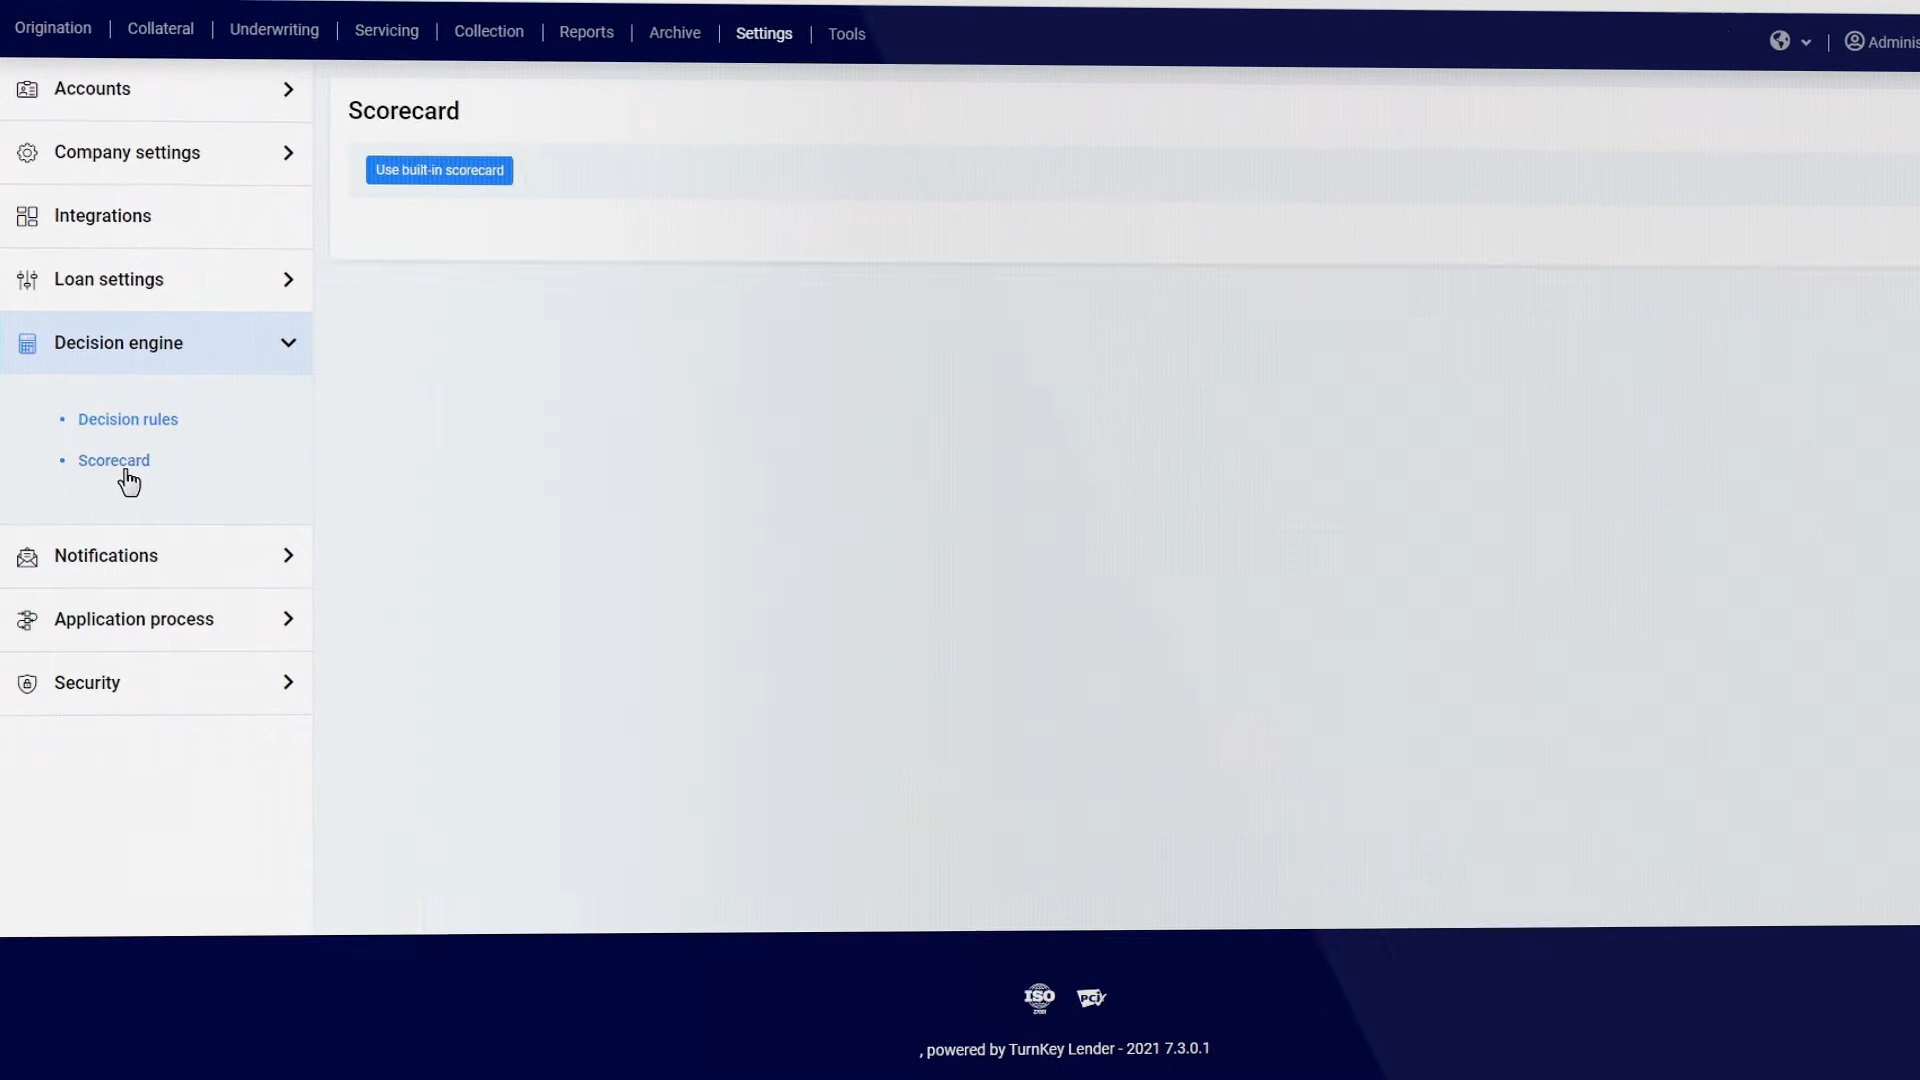 Origination
Collateral
Underwriting
Servicing
Collection
Reports
Archive
Settings
Tools
Adminis
Accounts
Company settings
Integrations
Loan settings
Decision engine
Decision rules
Scorecard
Notifications
Application process
Security
Scorecard
Use built-in scorecard
ISO
27001
PCI
, powered by TurnKey Lender - 2021 7.3.0.1